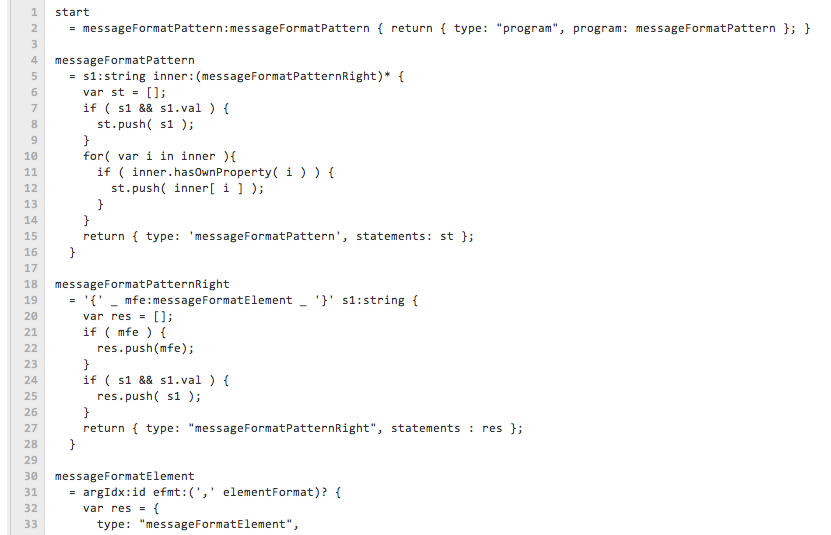 1 start
2   = messageFormatPattern:messageFormatPattern { return { type: "program", program: messageFormatPattern }; }
3
4 messageFormatPattern
5   = s1:string inner:(messageFormatPatternRight)* {
6     var st = [];
7     if ( s1 && s1.val ) {
8       st.push( s1 );
9     }
10     for( var i in inner ){
11       if ( inner.hasOwnProperty( i ) ) {
12         st.push( inner[ i ] );
13       }
14     }
15     return { type: 'messageFormatPattern', statements: st };
16   }
17
18 messageFormatPatternRight
19   = '{' _ mfe:messageFormatElement _ '}' s1:string {
20     var res = [];
21     if ( mfe ) {
22       res.push(mfe);
23     }
24     if ( s1 && s1.val ) {
25       res.push( s1 );
26     }
27     return { type: "messageFormatPatternRight", statements : res };
28   }
29
30 messageFormatElement
31   = argIdx:id efmt:(',' elementFormat)? {
32     var res = {
33       type: "messageFormatElement",